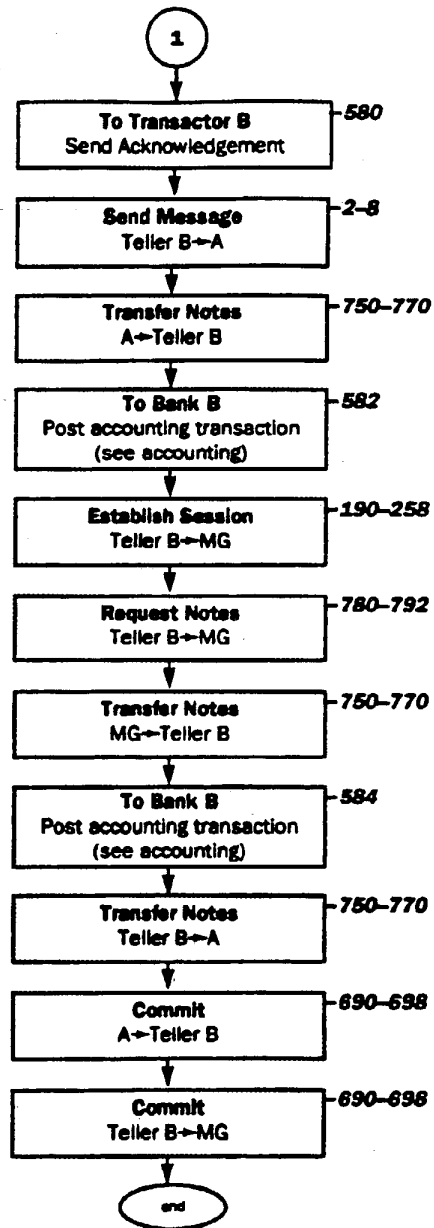 1
To Transactor B
Send Acknowledgement
580
Send Message
Teller B→A
2–8
Transfer Notes
A→Teller B
750–770
To Bank B
Post accounting transaction
(see accounting)
582
Establish Session
Teller B→MG
190–258
Request Notes
Teller B→MG
780–792
Transfer Notes
MG→Teller B
750–770
To Bank B
Post accounting transaction
(see accounting)
584
Transfer Notes
Teller B→A
750–770
Commit
A→Teller B
690–698
Commit
Teller B→MG
690–698
end